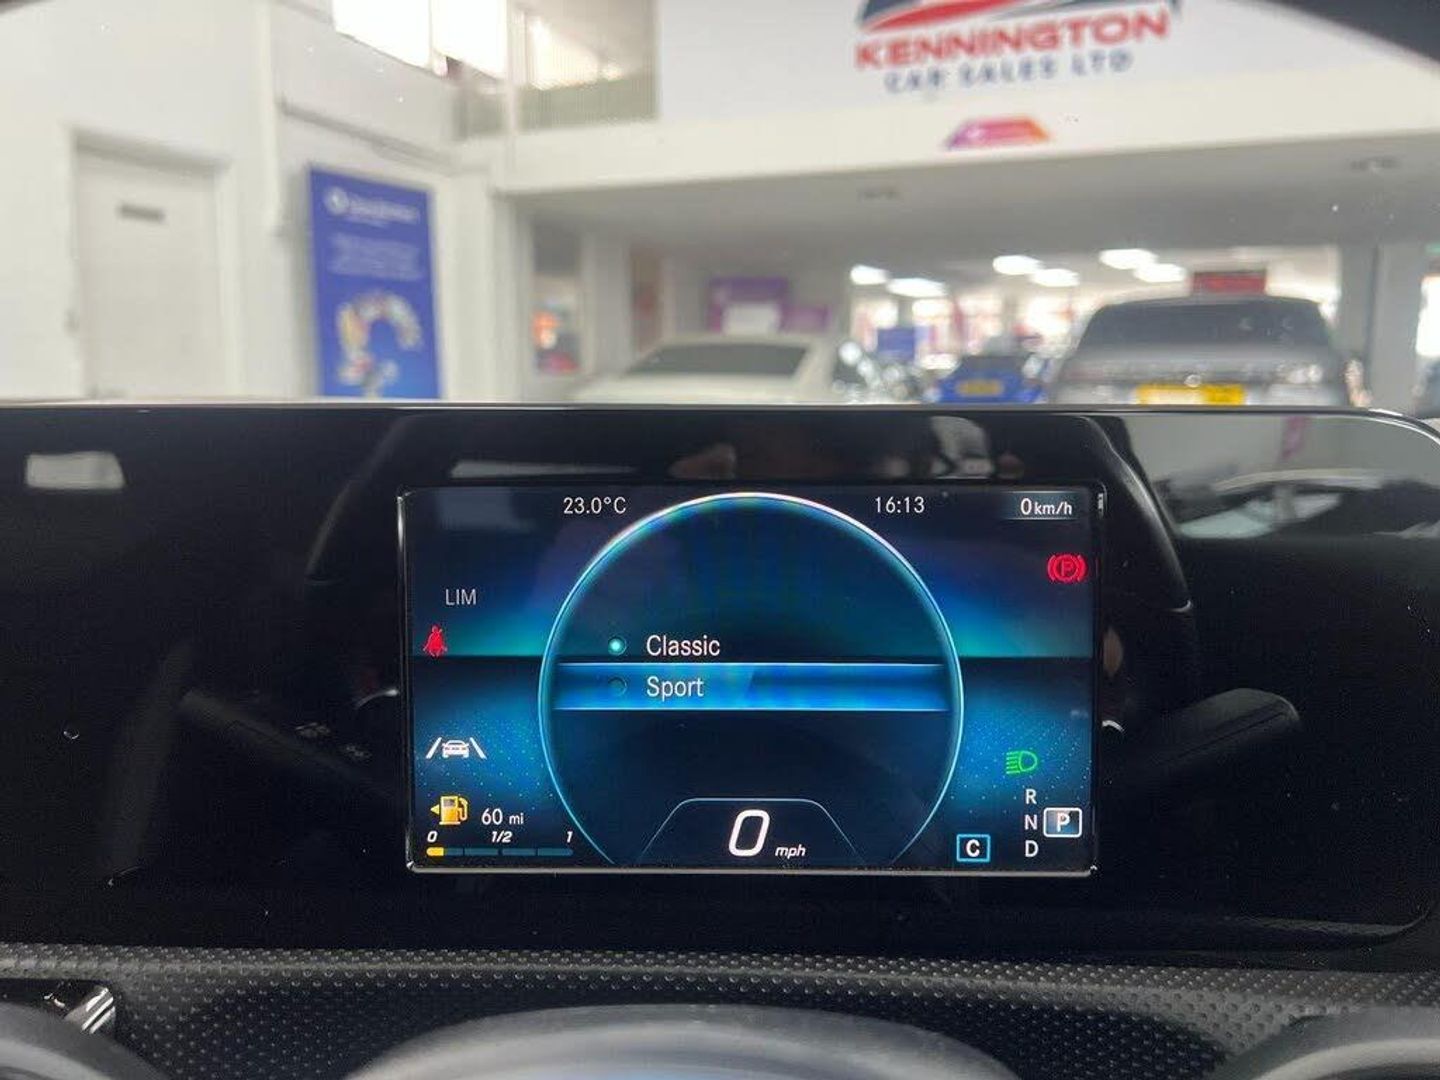 KENNINGTON
CAR SALES LTD
23.0°C
16:13
0 km/h
LIM
Classic
Sport
60 mi
0 1/2 1
0 mph
C
R
N P
D